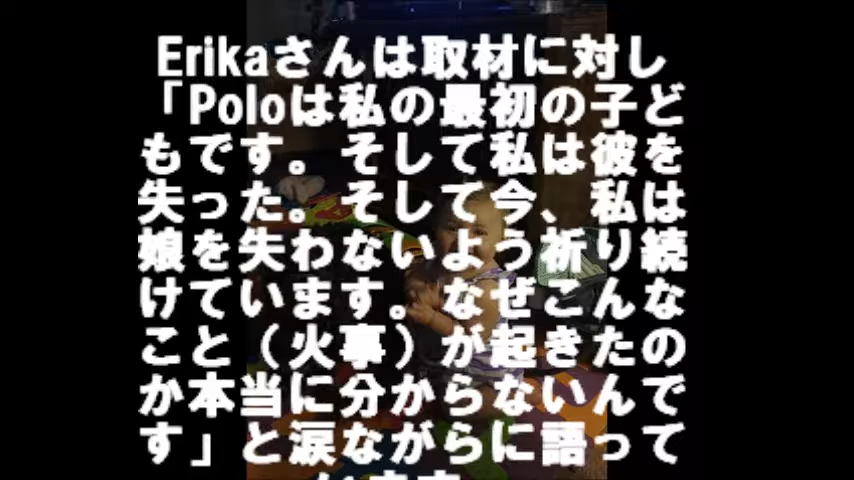 Erikaさんは取材に対し
「Poloは私の最初の子ど
もです。そして私は彼を
失った。そして今、私は
娘を失わないよう祈り続
けています。なぜこんな
こと（火事）が起きたの
か本当に分からないんで
す」と涙ながらに語って